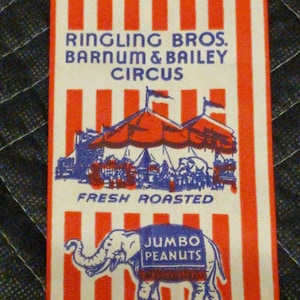 RINGLING BROS.
BARNUM & BAILEY
CIRCUS
FRESH ROASTED
JUMBO
PEANUTS